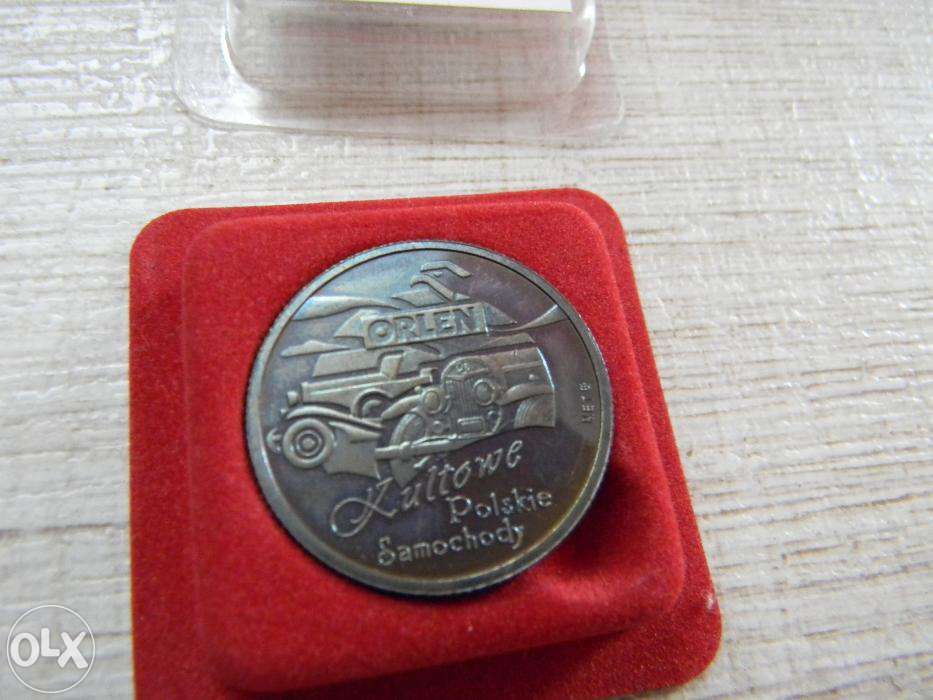 ORLEN
Kultowe
Polskie
Samochody
OLX